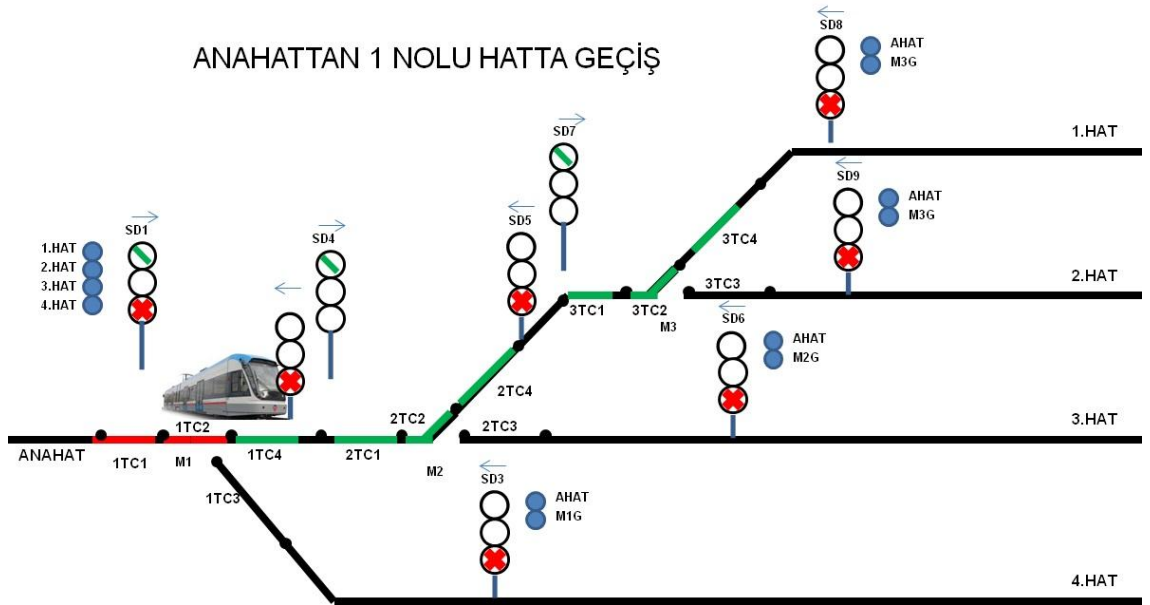 ANAHATTAN 1 NOLU HATTA GEÇİŞ
SD8
AHAT
M3G
1.HAT
SD7
SD9
AHAT
M3G
SD1
1.HAT
2.HAT
3.HAT
4.HAT
SD4
SD5
3TC4
2.HAT
3TC3
3TC1
3TC2
M3
SD6
AHAT
M2G
2TC4
3.HAT
1TC2
2TC2
2TC3
ANAHAT
1TC1
M1
1TC4
2TC1
M2
SD3
AHAT
M1G
1TC3
4.HAT